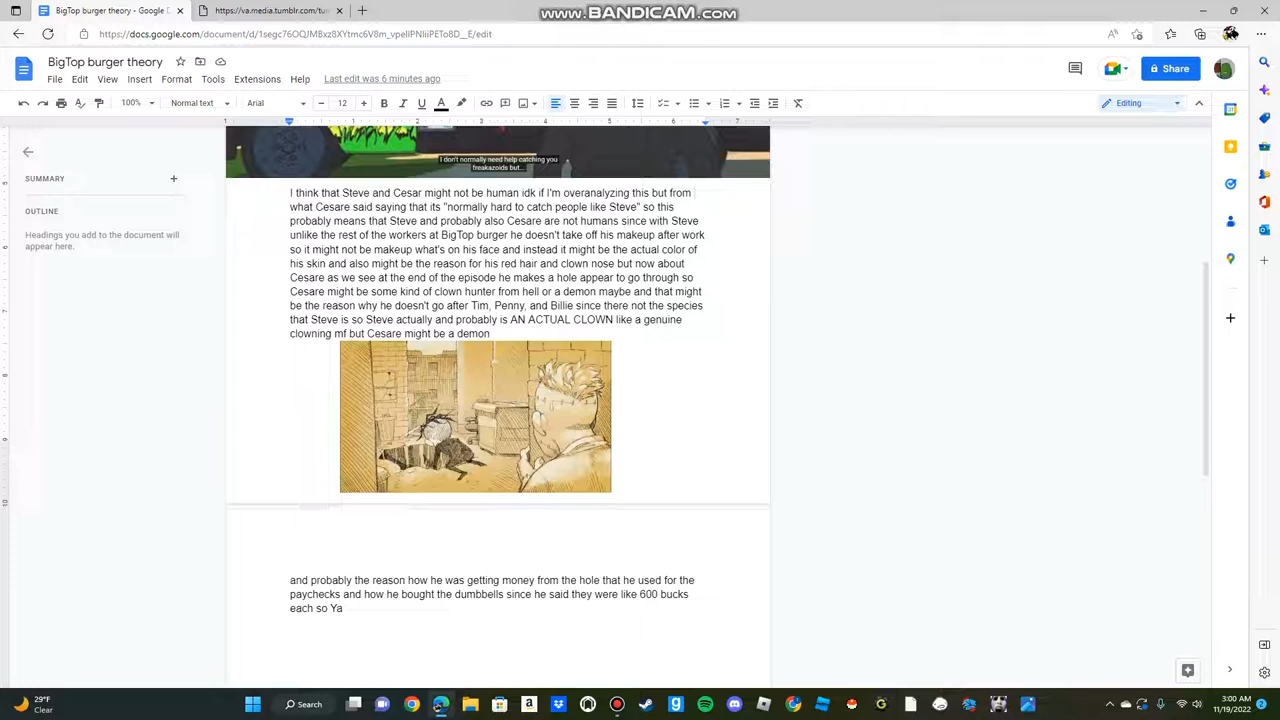 www.BANDICAM.com
BigTop burger theory - Google D
https://va.media.tumblr.com/tum
https://docs.google.com/document/d/
BigTop burger theory
File Edit View Insert Format Tools Extensions Help Last edit was 6 minutes ago
Share
100% Normal text Arial 12 Editing
SUMMARY
OUTLINE
Headings you add to the document will
appear here.
I don't normally need help catching you
freakazoids but...
I think that Steve and Cesar might not be human idk if I'm overanalyzing this but from
what Cesare said saying that its "normally hard to catch people like Steve" so this
probably means that Steve and probably also Cesare are not humans since with Steve
unlike the rest of the workers at BigTop burger he doesn't take off his makeup after work
so it might not be makeup what's on his face and instead it might be the actual color of
his skin and also might be the reason for his red hair and clown nose but now about
Cesare as we see at the end of the episode he makes a hole appear to go through so
Cesare might be some kind of clown hunter from hell or a demon maybe and that might
be the reason why he doesn't go after Tim, Penny, and Billie since there not the species
that Steve is so Steve actually and probably is AN ACTUAL CLOWN like a genuine
clowning mf but Cesare might be a demon
and probably the reason how he was getting money from the hole that he used for the
paychecks and how he bought the dumbbells since he said they were like 600 bucks
each so Ya
29°F
Clear
Search
3:00 AM
11/19/2022